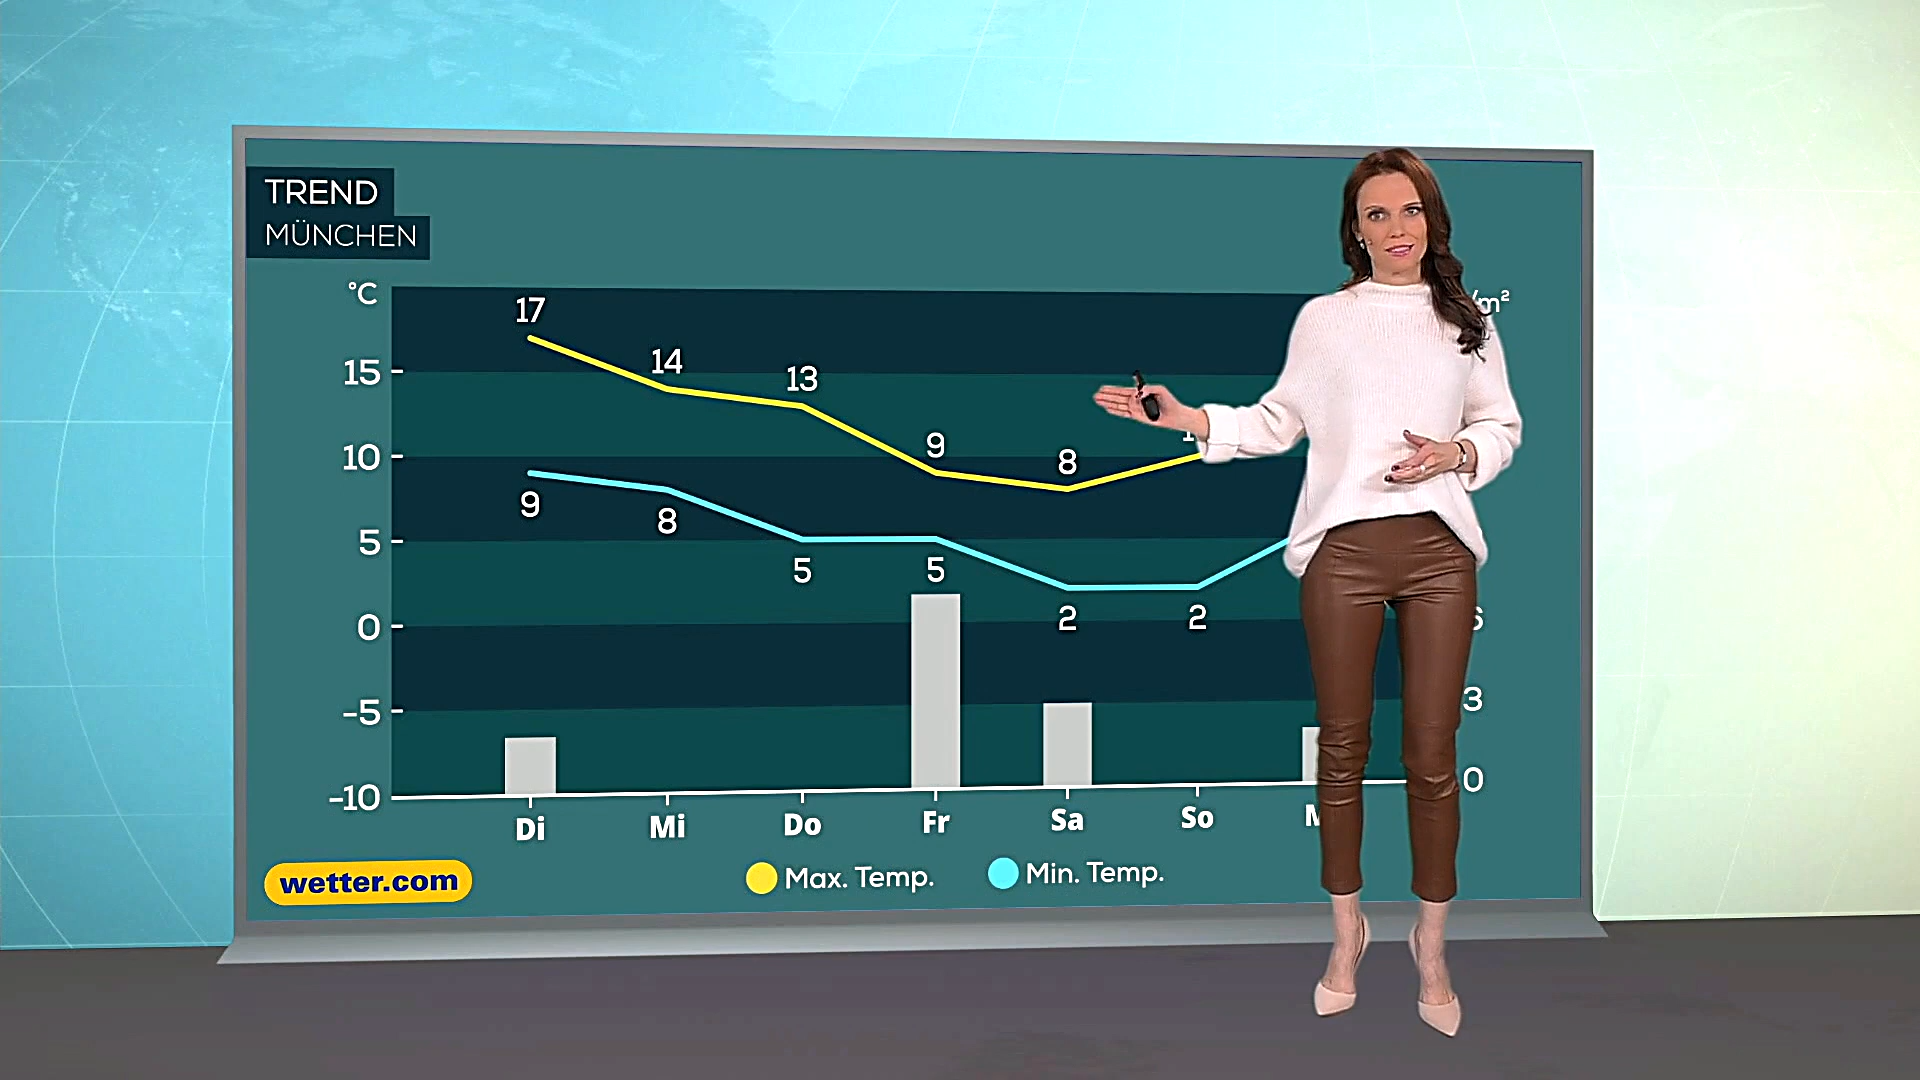 TREND
MÜNCHEN
°C
/m²
17
14
13
9
8
15
10
5
0
-5
-10
9
8
5
5
2
2
3
0
Di Mi Do Fr Sa So
wetter.com
Max. Temp. Min. Temp.